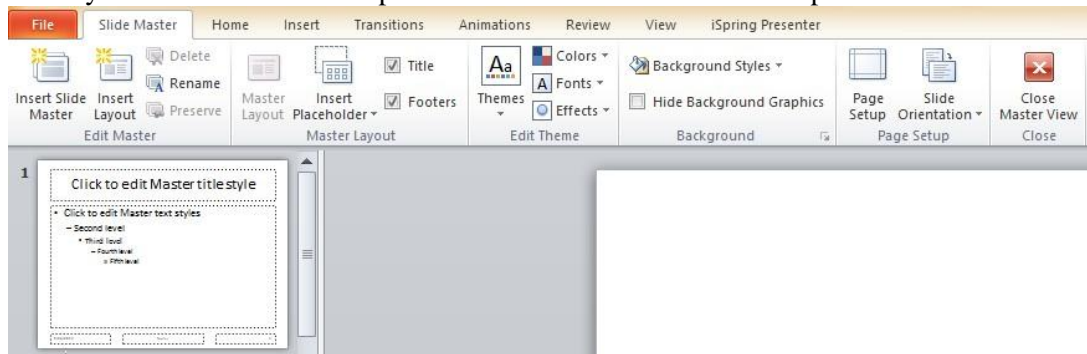 File Slide Master Home Insert Transitions Animations Review View iSpring Presenter
Insert Slide Master
Insert Layout
Delete
Rename
Preserve
Edit Master
Master Layout
Insert Placeholder
Title
Footers
Master Layout
Aa
Themes
Colors
A Fonts
Effects
Edit Theme
Background Styles
Hide Background Graphics
Background
Page Setup
Slide Orientation
Page Setup
Close Master View
Close
1
Click to edit Master title style
• Click to edit Master text styles
– Second level
• Third level
– Fourth level
» Fifth level